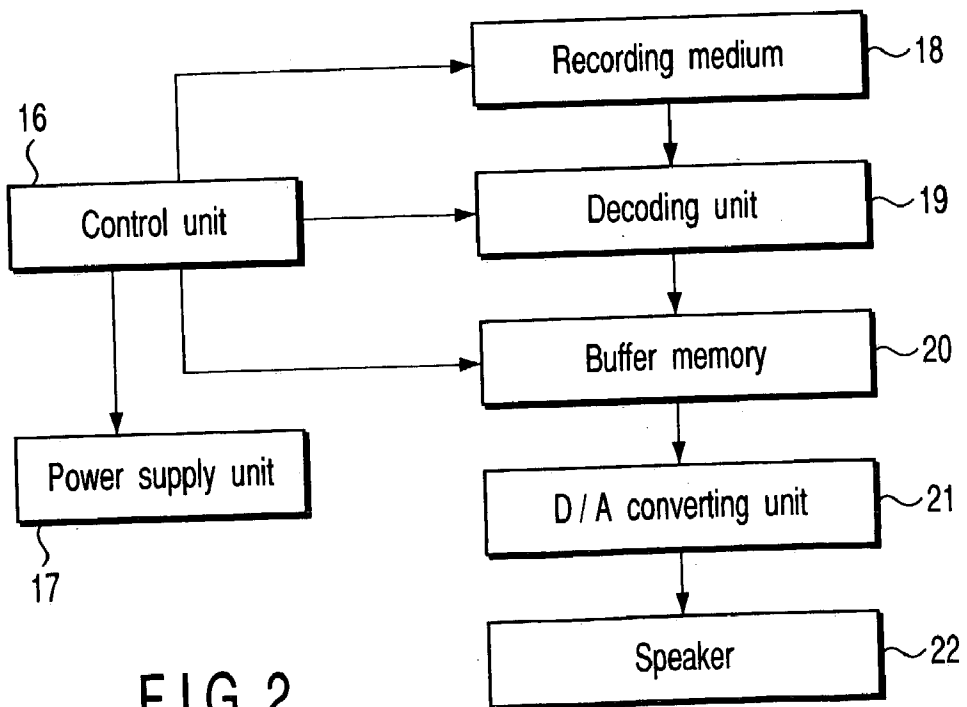 Recording medium
18
16
Control unit
Decoding unit
19
Buffer memory
20
Power supply unit
17
D/A converting unit
21
Speaker
22
FIG. 2